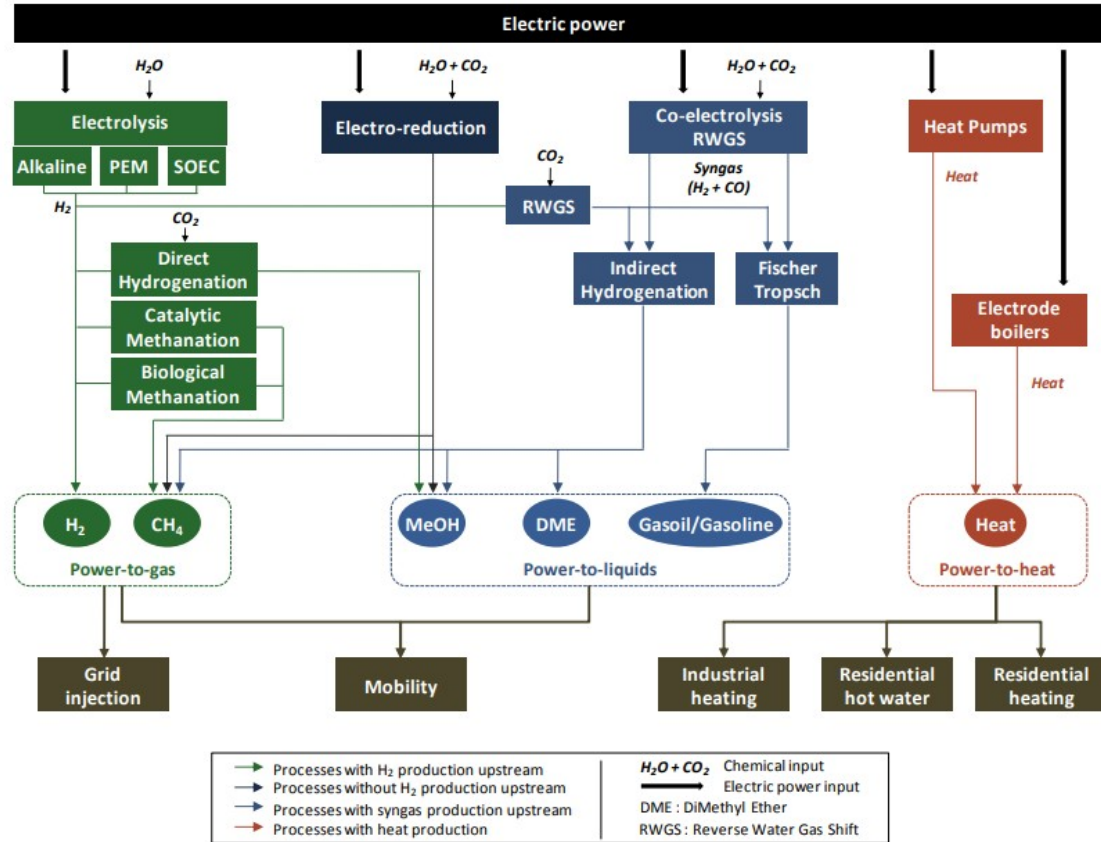 Electric power
H₂O
H₂O + CO₂
H₂O + CO₂
Electrolysis
Alkaline
PEM
SOEC
Electro-reduction
Co-electrolysis
RWGS
Heat Pumps
Heat
CO₂
Syngas
(H₂ + CO)
H₂
RWGS
CO₂
Direct
Hydrogenation
Indirect
Hydrogenation
Fischer
Tropsch
Catalytic
Methanation
Electrode
boilers
Biological
Methanation
Heat
H₂
CH₄
MeOH
DME
Gasoil/Gasoline
Heat
Power-to-gas
Power-to-liquids
Power-to-heat
Grid
injection
Mobility
Industrial
heating
Residential
hot water
Residential
heating
Processes with H₂ production upstream
Processes without H₂ production upstream
Processes with syngas production upstream
Processes with heat production
H₂O + CO₂ Chemical input
Electric power input
DME : DiMethyl Ether
RWGS : Reverse Water Gas Shift